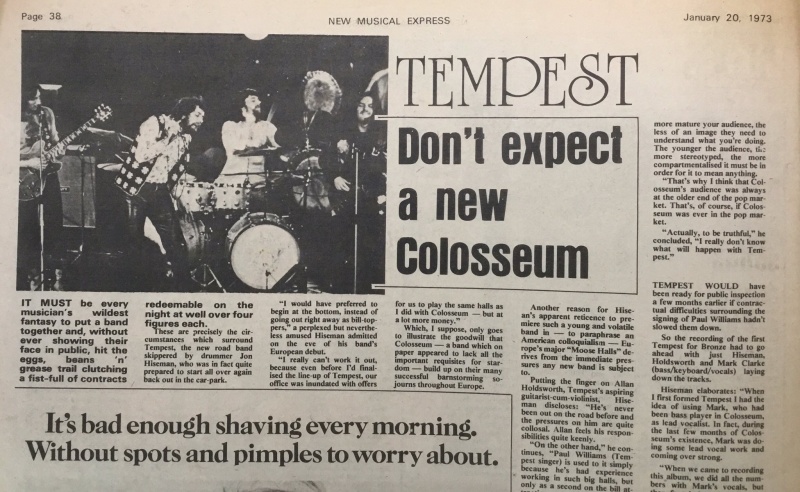 Page 38
NEW MUSICAL EXPRESS
January 20, 1973
TEMPEST
Don't expect
a new
Colosseum
IT MUST be every
musician's wildest
fantasy to put a band
together and, without
ever showing their
face in public, hit the
eggs, beans 'n'
grease trail clutching
a fist-full of contracts
redeemable on the
night at well over four
figures each.
These are precisely the cir-
cumstances which surround
Tempest, the new road band
skippered by drummer Jon
Hiseman, who was in fact quite
prepared to start all over again
back out in the car-park.
"I would have preferred to
begin at the bottom, instead of
going out right away as bill-top-
pers," a perplexed but neverthe-
less amused Hiseman admitted
on the eve of his band's
European debut.
"I really can't work it out,
because even before I'd final-
ised the line-up of Tempest, our
office was inundated with offers
for us to play the same halls as
I did with Colosseum — but at
a lot more money."
Which, I suppose, only goes
to illustrate the goodwill that
Colosseum — a band which on
paper appeared to lack all the
important requisites for star-
dom — build up on their many
successful barnstorming so-
journs throughout Europe.
Another reason for Hise-
an's apparent reticence to pre-
miere such a young and volatile
band in — to paraphrase an
American colloquialism — Eu-
rope's major "Moose Halls" de-
rives from the immediate pres-
sures any new band is subject
to.
Putting the finger on Allan
Holdsworth, Tempest's aspiring
guitarist-cum-violinist, Hise-
man discloses: "He's never
been out on the road before and
the pressures on him are quite
collosal. Allan feels his respon-
sibilities quite keenly.
"On the other hand," he con-
tinues, "Paul Williams (Tem-
pest singer) is used to it simply
because he's had experience
working in such big halls, but
only as a second on the bill at-
more mature your audience, the
less of an image they need to
understand what you're doing.
The younger the audience, the
more stereotyped, the more
compartmentalised it must be in
order for it to mean anything.
"That's why I think that Col-
osseum's audience was always
at the older end of the pop mar-
ket. That's, of course, if Colos-
seum was ever in the pop mar-
ket.
"Actually, to be truthful," he
concluded, "I really don't know
what will happen with Tem-
pest."
TEMPEST WOULD have
been ready for public inspection
a few months earlier if contrac-
tual difficulties surrounding the
signing of Paul Williams hadn't
slowed them down.
So the recording of the first
Tempest for Bronze had to go
ahead with just Hiseman,
Holdsworth and Mark Clarke
(bass/keyboard/vocals) laying
down the tracks.
Hiseman elaborates: "When
I first formed Tempest I had the
idea of using Mark, who had
been bass player in Colosseum,
as lead vocalist. In fact, during
the last few months of Colos-
seum's existence, Mark was do-
ing some lead vocal work and
coming over strong.
"When we came to recording
this album, we did all the num-
bers with Mark's vocals, but
It's bad enough shaving every morning.
Without spots and pimples to worry about.